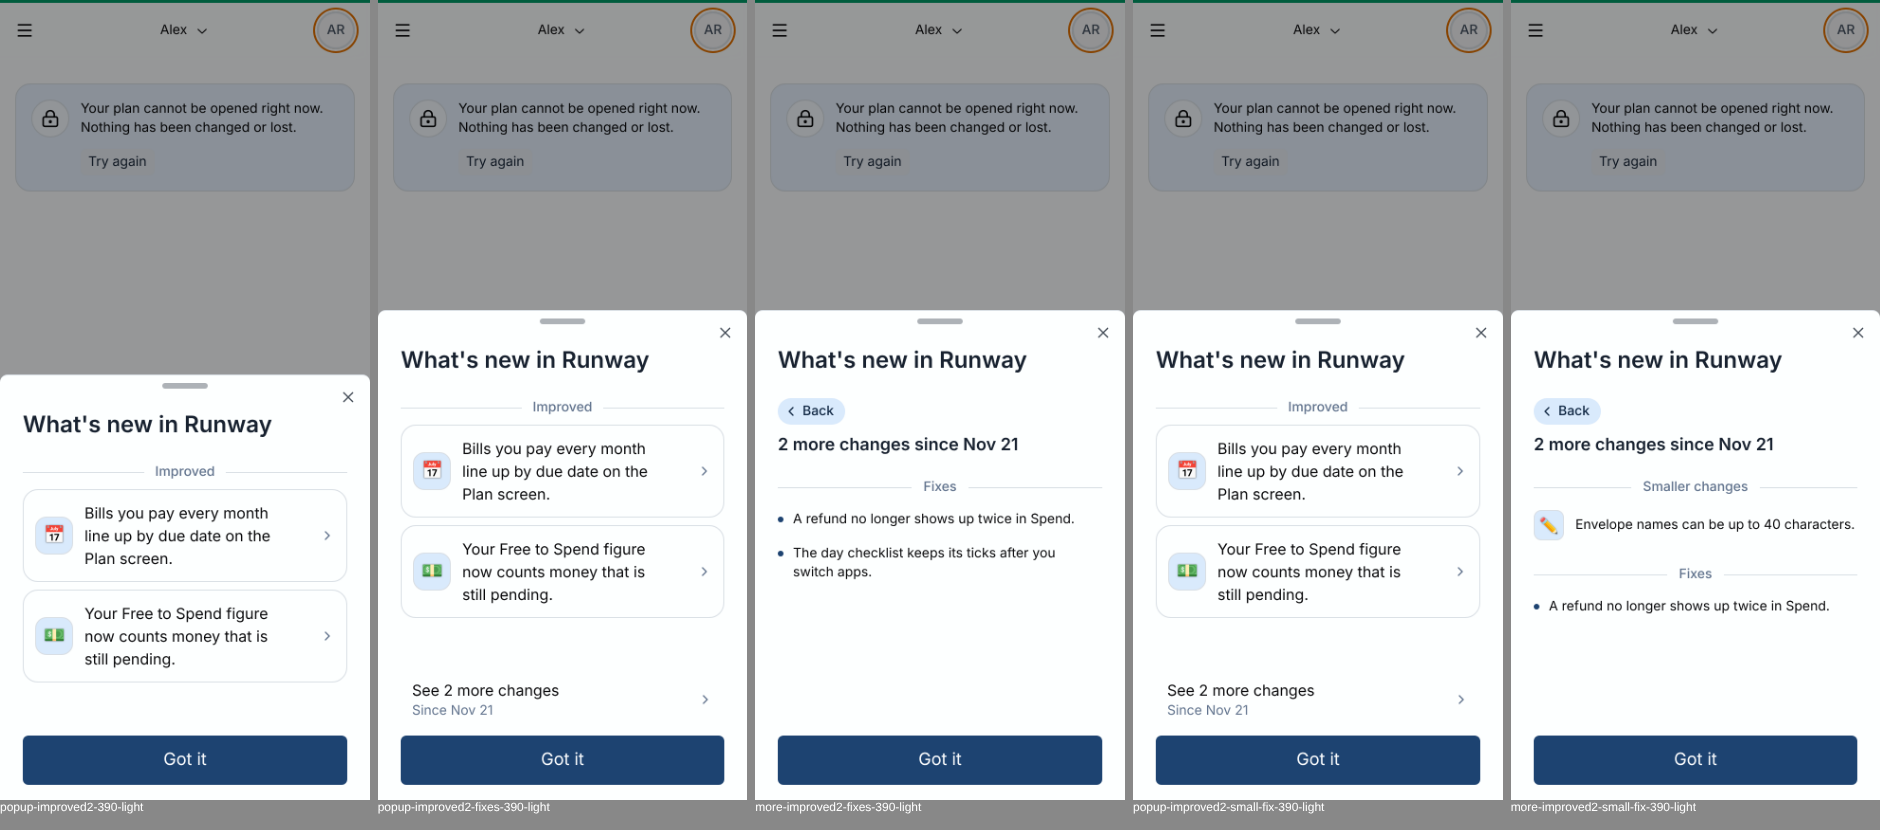 Alex
AR
Your plan cannot be opened right now.
Nothing has been changed or lost.
Try again
What's new in Runway
Improved
Bills you pay every month
line up by due date on the
Plan screen.
Your Free to Spend figure
now counts money that is
still pending.
Got it
popup-improved2-390-light
Alex
AR
Your plan cannot be opened right now.
Nothing has been changed or lost.
Try again
What's new in Runway
Improved
Bills you pay every month
line up by due date on the
Plan screen.
Your Free to Spend figure
now counts money that is
still pending.
See 2 more changes
Since Nov 21
Got it
popup-improved2-fixes-390-light
Alex
AR
Your plan cannot be opened right now.
Nothing has been changed or lost.
Try again
What's new in Runway
Back
2 more changes since Nov 21
Fixes
A refund no longer shows up twice in Spend.
The day checklist keeps its ticks after you
switch apps.
Got it
more-improved2-fixes-390-light
Alex
AR
Your plan cannot be opened right now.
Nothing has been changed or lost.
Try again
What's new in Runway
Improved
Bills you pay every month
line up by due date on the
Plan screen.
Your Free to Spend figure
now counts money that is
still pending.
See 2 more changes
Since Nov 21
Got it
popup-improved2-small-fix-390-light
Alex
AR
Your plan cannot be opened right now.
Nothing has been changed or lost.
Try again
What's new in Runway
Back
2 more changes since Nov 21
Smaller changes
Envelope names can be up to 40 characters.
Fixes
A refund no longer shows up twice in Spend.
Got it
more-improved2-small-fix-390-light